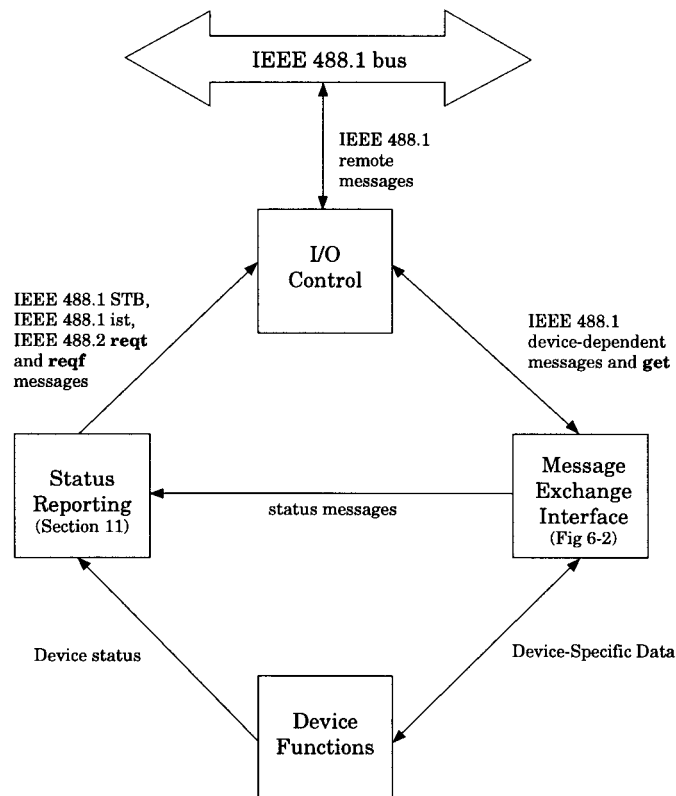 IEEE 488.1 bus
IEEE 488.1
remote
messages
I/O
Control
IEEE 488.1 STB,
IEEE 488.1 ist,
IEEE 488.2 reqt
and reqf
messages
IEEE 488.1
device-dependent
messages and get
Status
Reporting
(Section 11)
status messages
Message
Exchange
Interface
(Fig 6-2)
Device status
Device-Specific Data
Device
Functions